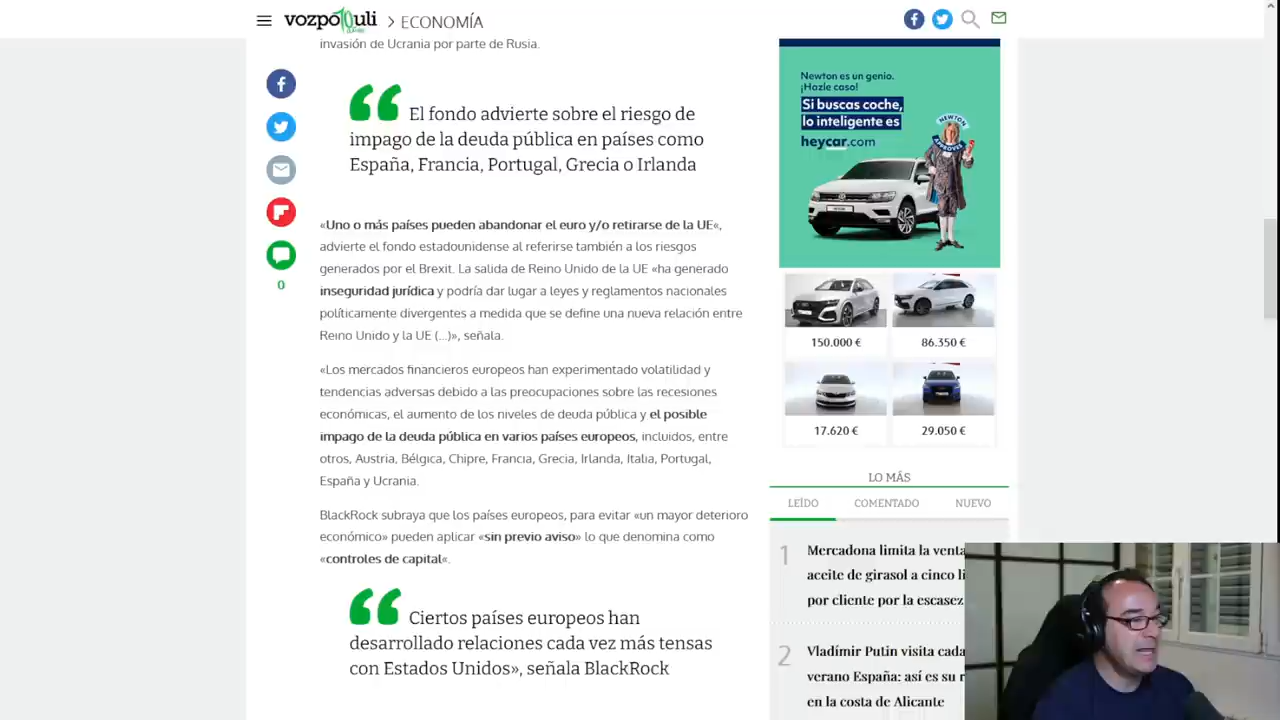 vozpópuli
ECONOMÍA
invasión de Ucrania por parte de Rusia.
El fondo advierte sobre el riesgo de
impago de la deuda pública en países como
España, Francia, Portugal, Grecia o Irlanda
«Uno o más países pueden abandonar el euro y/o retirarse de la UE«,
advierte el fondo estadounidense al referirse también a los riesgos
generados por el Brexit. La salida de Reino Unido de la UE «ha generado
inseguridad jurídica y podría dar lugar a leyes y reglamentos nacionales
políticamente divergentes a medida que se define una nueva relación entre
Reino Unido y la UE (...)», señala.
«Los mercados financieros europeos han experimentado volatilidad y
tendencias adversas debido a las preocupaciones sobre las recesiones
económicas, el aumento de los niveles de deuda pública y el posible
impago de la deuda pública en varios países europeos, incluidos, entre
otros, Austria, Bélgica, Chipre, Francia, Grecia, Irlanda, Italia, Portugal,
España y Ucrania.
BlackRock subraya que los países europeos, para evitar «un mayor deterioro
económico» pueden aplicar «sin previo aviso» lo que denomina como
«controles de capital«.
Ciertos países europeos han
desarrollado relaciones cada vez más tensas
con Estados Unidos», señala BlackRock
0
Newton es un genio.
¡Hazle caso!
Si buscas coche,
lo inteligente es
heycar.com
NEWTON
APPROVED
150.000 €
86.350 €
17.620 €
29.050 €
LO MÁS
LEÍDO
COMENTADO
NUEVO
1
Mercadona limita la venta
aceite de girasol a cinco li
por cliente por la escasez
2
Vladímir Putin visita cada
verano España: así es su r
en la costa de Alicante